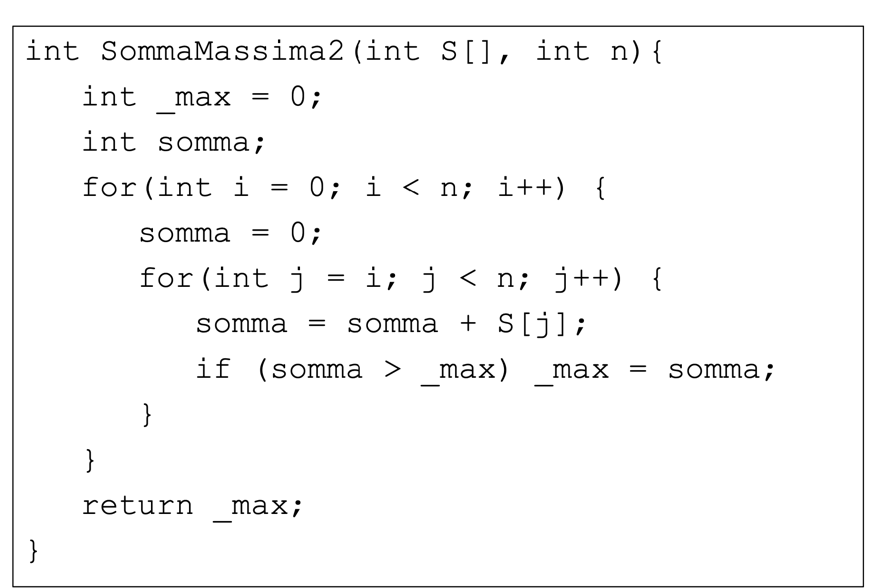 int SommaMassima2(int S[], int n){
int _max = 0;
int somma;
for(int i = 0; i < n; i++) {
somma = 0;
for(int j = i; j < n; j++) {
somma = somma + S[j];
if (somma > _max) _max = somma;
}
}
return _max;
}